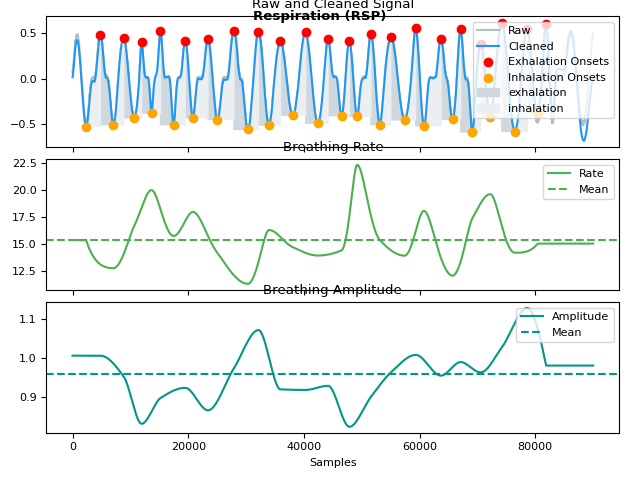 Raw and Cleaned Signal
Respiration (RSP)
0.5
0.0
−0.5
Raw
Cleaned
Exhalation Onsets
Inhalation Onsets
exhalation
inhalation
Breathing Rate
22.5
20.0
17.5
15.0
12.5
Rate
Mean
Breathing Amplitude
1.1
1.0
0.9
Amplitude
Mean
0
20000
40000
60000
80000
Samples